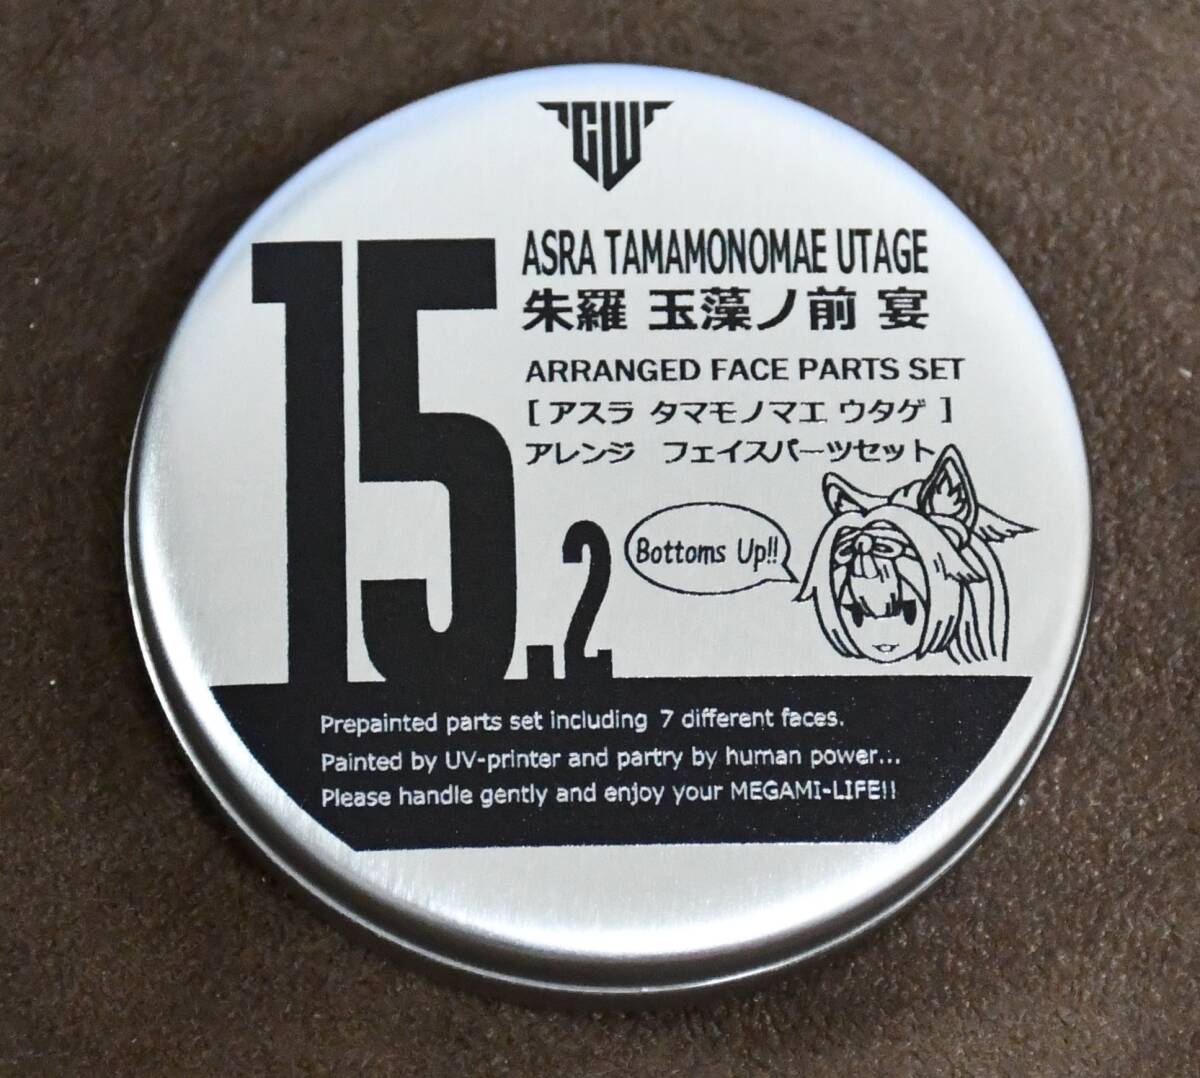 GW
15.2
ASRA TAMAMONOMAE UTAGE
朱羅 玉藻ノ前 宴
ARRANGED FACE PARTS SET
[ アスラ タマモノマエ ウタゲ ]
アレンジ フェイスパーツセット
Bottoms Up!!
Prepainted parts set including 7 different faces.
Painted by UV-printer and partry by human power...
Please handle gently and enjoy your MEGAMI-LIFE!!